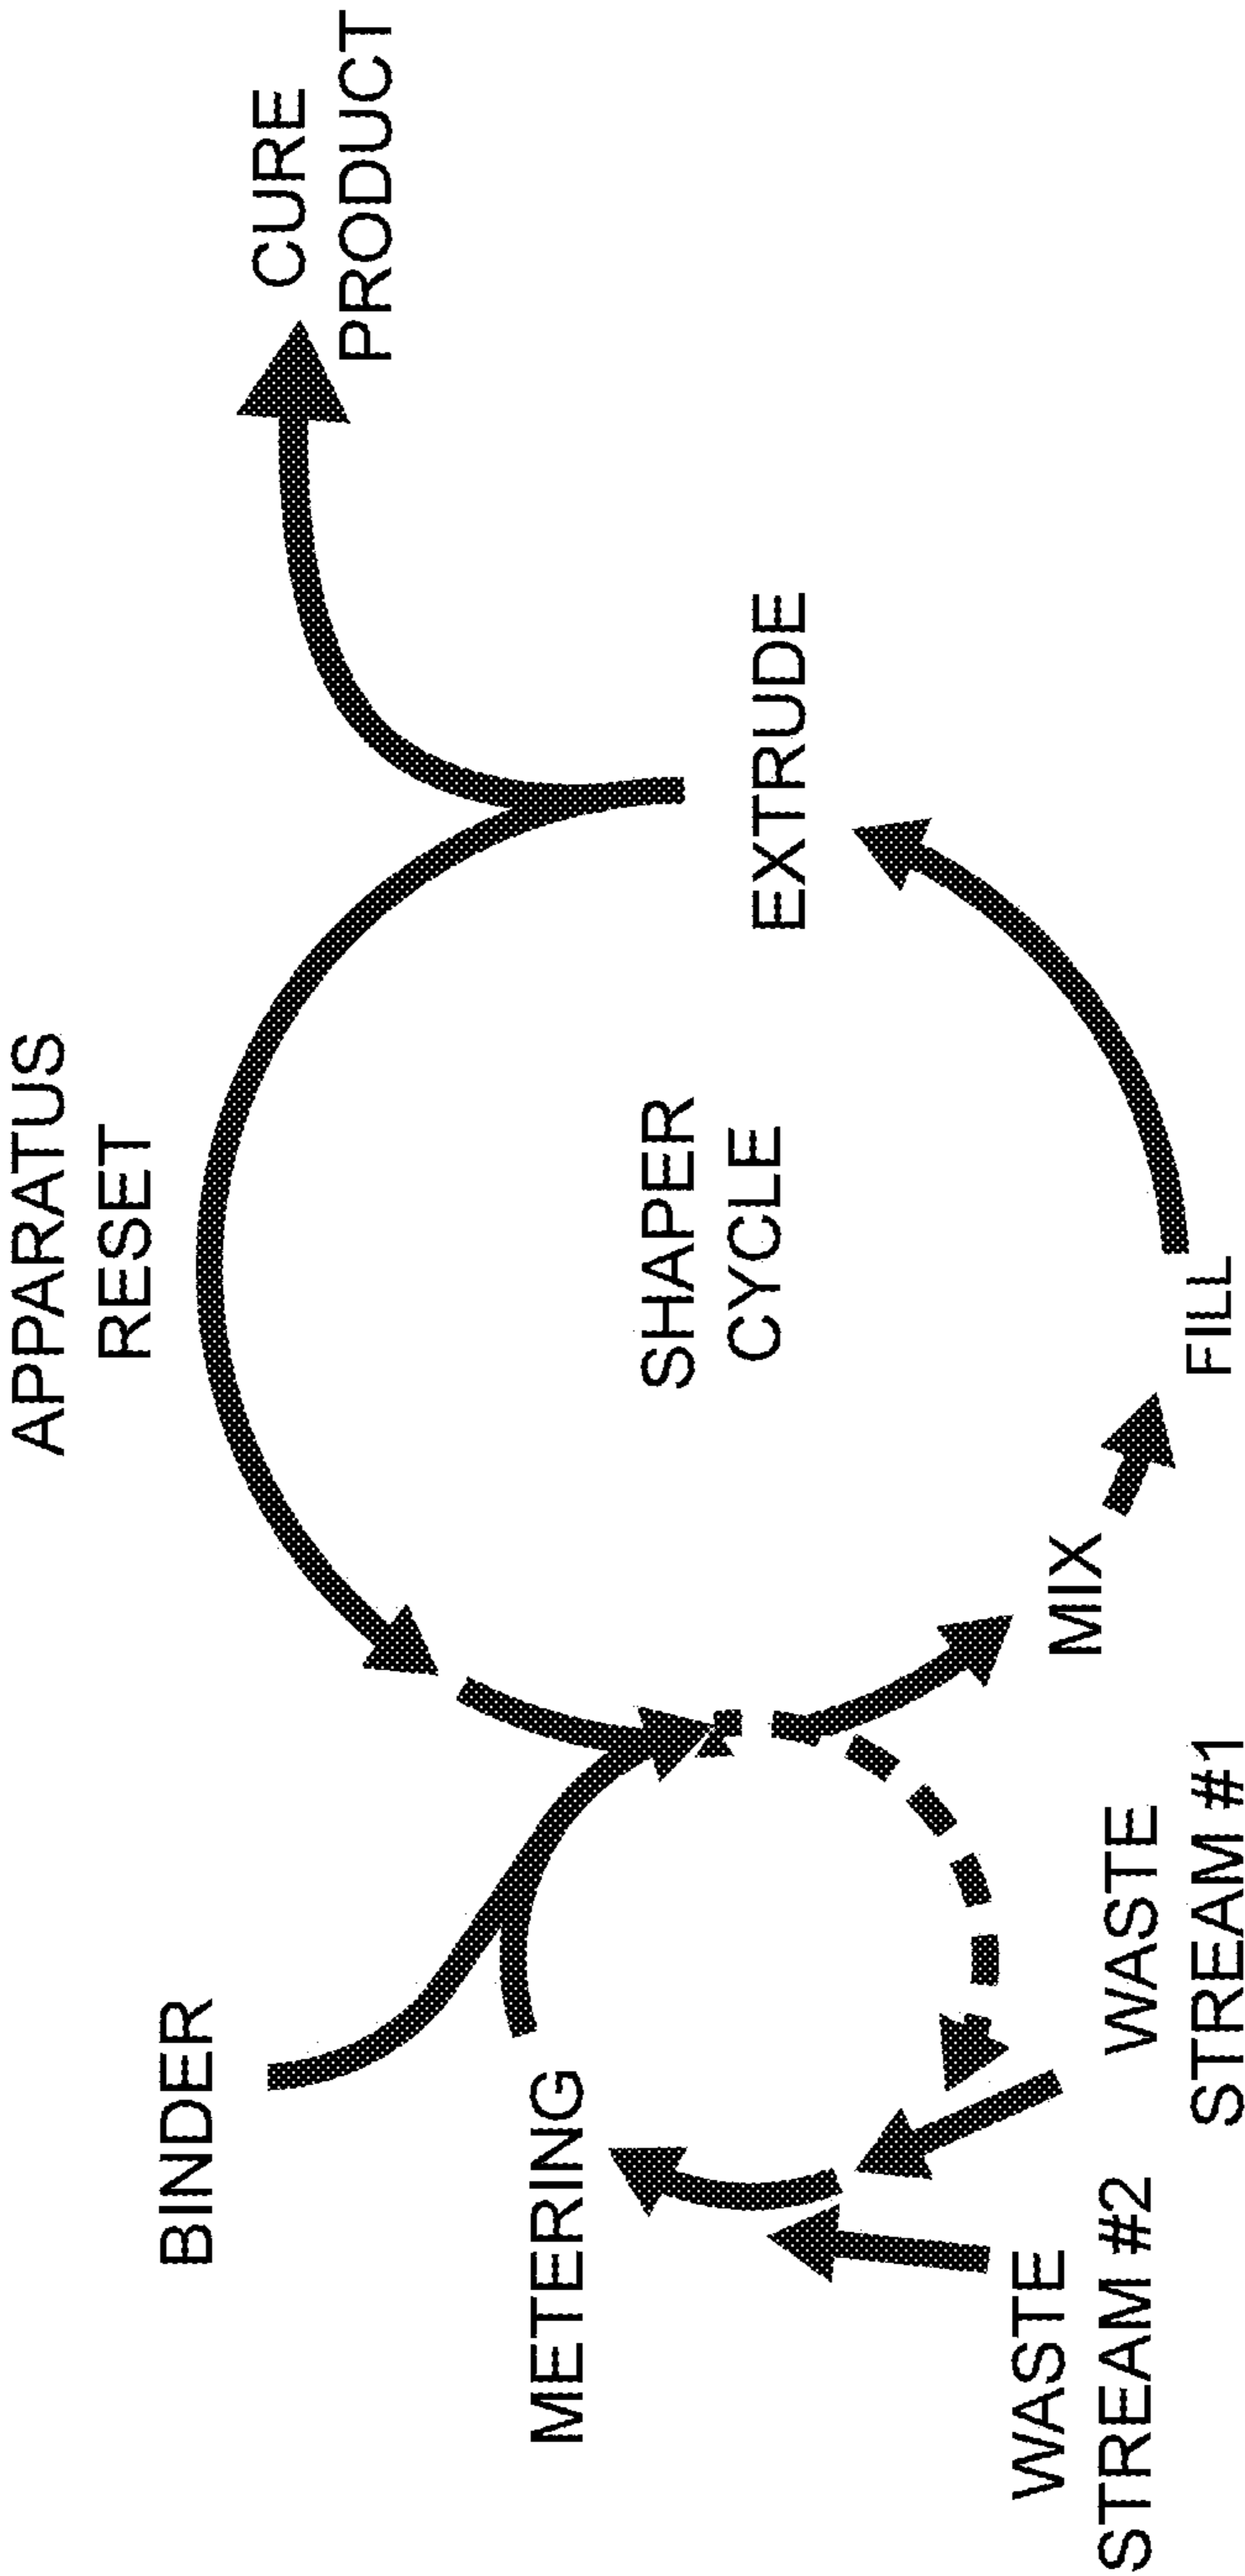 APPARATUS
RESET
CURE
PRODUCT
BINDER
METERING
SHAPER
CYCLE
EXTRUDE
WASTE
STREAM #2
WASTE
STREAM #1
MIX
FILL